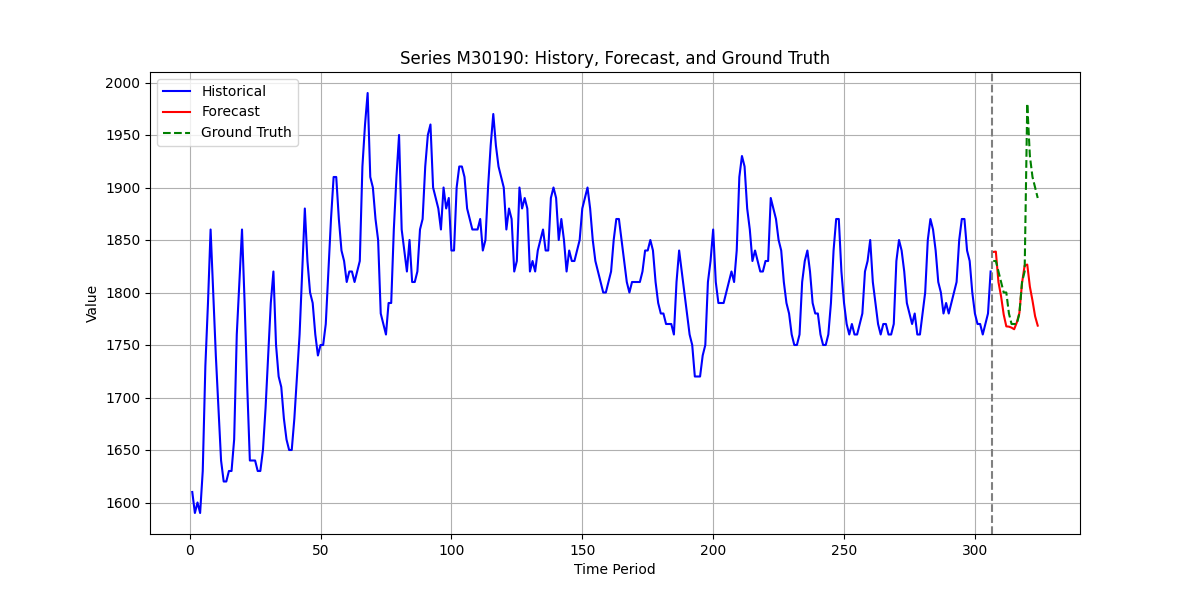 Series M30190: History, Forecast, and Ground Truth
Historical
Forecast
Ground Truth
2000
1950
1900
1850
1800
1750
1700
1650
1600
Value
0 50 100 150 200 250 300
Time Period